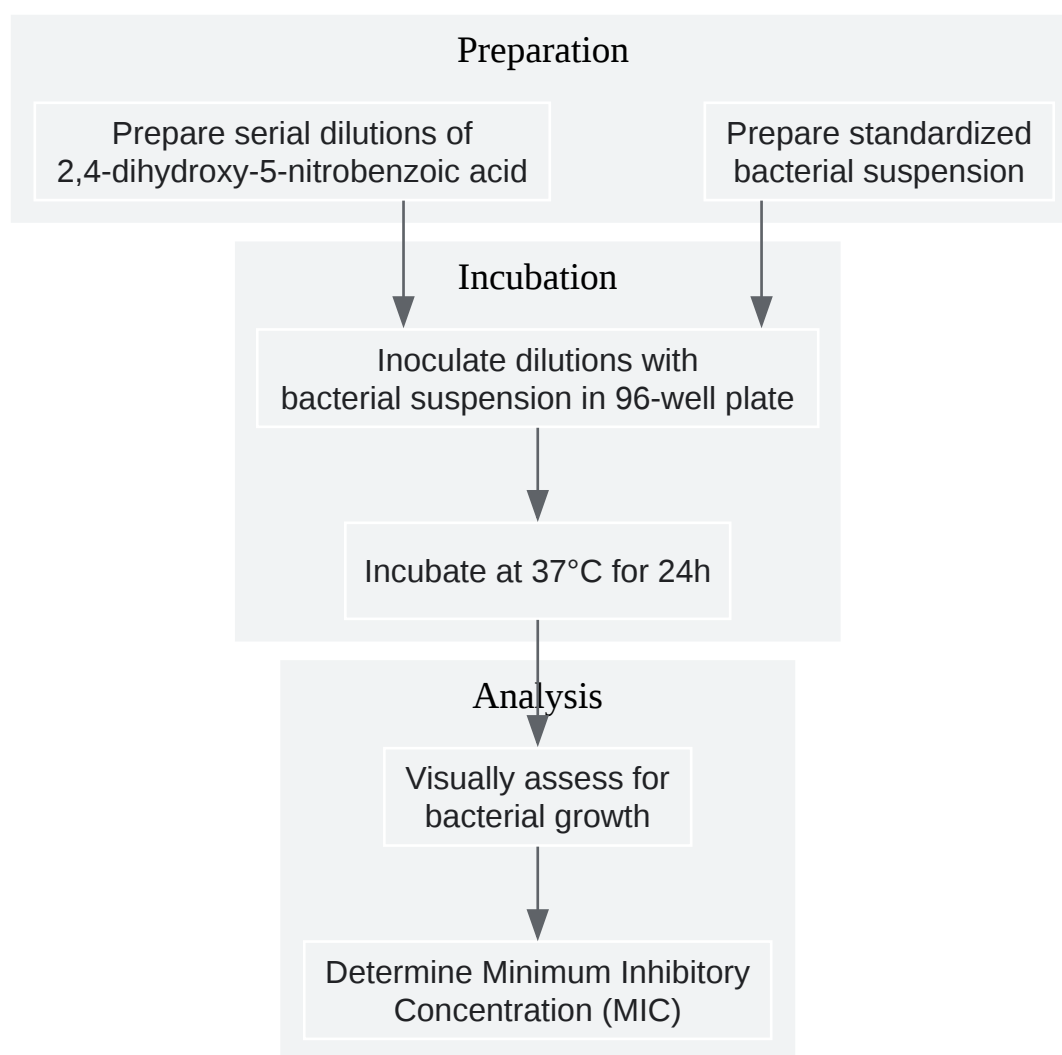 Preparation
Prepare serial dilutions of
2,4-dihydroxy-5-nitrobenzoic acid
Prepare standardized
bacterial suspension
Incubation
Inoculate dilutions with
bacterial suspension in 96-well plate
Incubate at 37°C for 24h
Analysis
Visually assess for
bacterial growth
Determine Minimum Inhibitory
Concentration (MIC)